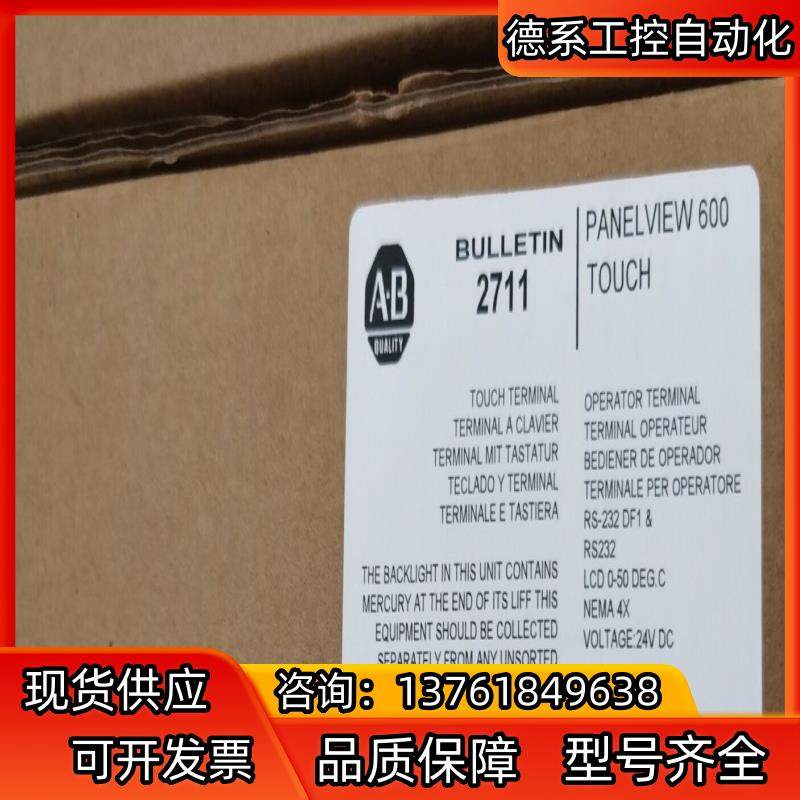 德系工控自动化
A-B
QUALITY
BULLETIN
2711
PANELVIEW 600
TOUCH
TOUCH TERMINAL
TERMINAL A CLAVIER
TERMINAL MIT TASTATUR
TECLADO Y TERMINAL
TERMINALE E TASTIERA
OPERATOR TERMINAL
TERMINAL OPERATEUR
BEDIENER DE OPERADOR
TERMINALE PER OPERATORE
RS-232 DF1 &
RS232
LCD 0-50 DEG.C
NEMA 4X
VOLTAGE:24V DC
THE BACKLIGHT IN THIS UNIT CONTAINS
MERCURY AT THE END OF ITS LIFF THIS
EQUIPMENT SHOULD BE COLLECTED
SEPARATELY FROM ANY UNSORTED
现货供应
咨询：13761849638
可开发票
品质保障
型号齐全